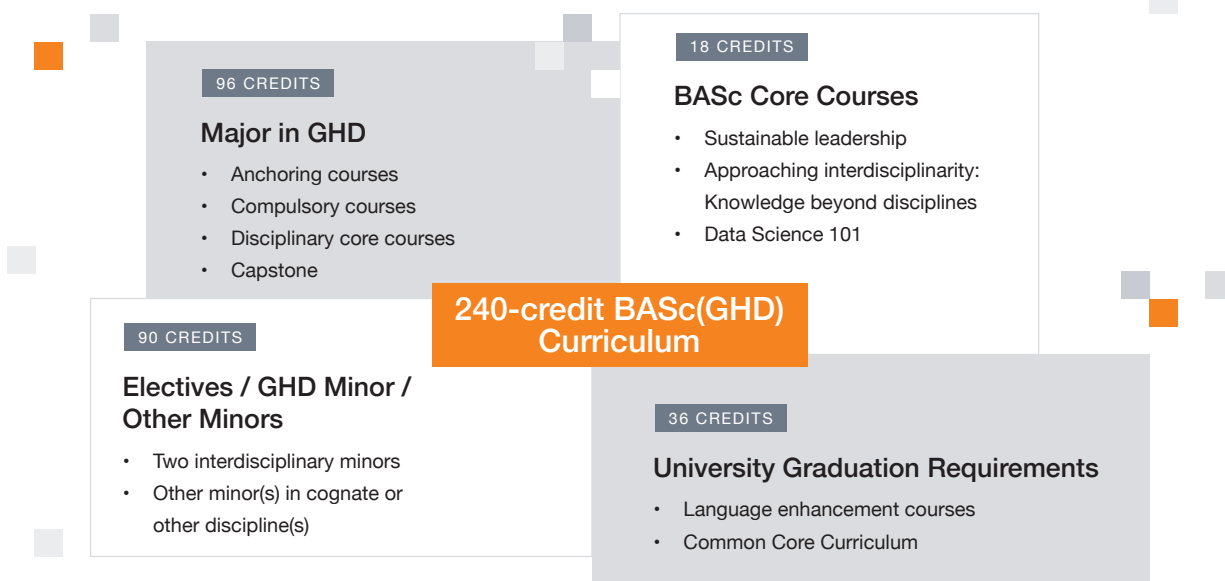 96 CREDITS
Major in GHD
• Anchoring courses
• Compulsory courses
• Disciplinary core courses
• Capstone
18 CREDITS
BASc Core Courses
• Sustainable leadership
• Approaching interdisciplinarity:
Knowledge beyond disciplines
• Data Science 101
240-credit BASc(GHD)
Curriculum
90 CREDITS
Electives / GHD Minor /
Other Minors
• Two interdisciplinary minors
• Other minor(s) in cognate or
other discipline(s)
36 CREDITS
University Graduation Requirements
• Language enhancement courses
• Common Core Curriculum